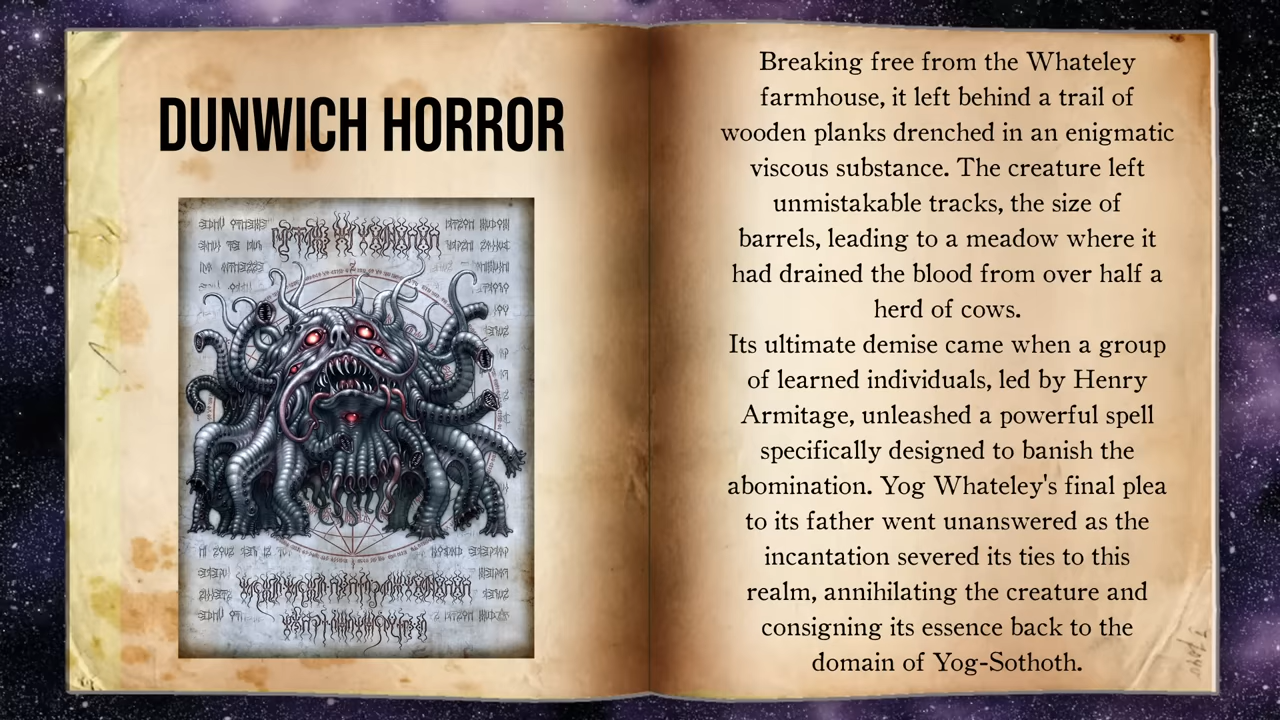 DUNWICH HORROR
Breaking free from the Whateley
farmhouse, it left behind a trail of
wooden planks drenched in an enigmatic
viscous substance. The creature left
unmistakable tracks, the size of
barrels, leading to a meadow where it
had drained the blood from over half a
herd of cows.
Its ultimate demise came when a group
of learned individuals, led by Henry
Armitage, unleashed a powerful spell
specifically designed to banish the
abomination. Yog Whateley's final plea
to its father went unanswered as the
incantation severed its ties to this
realm, annihilating the creature and
consigning its essence back to the
domain of Yog-Sothoth.